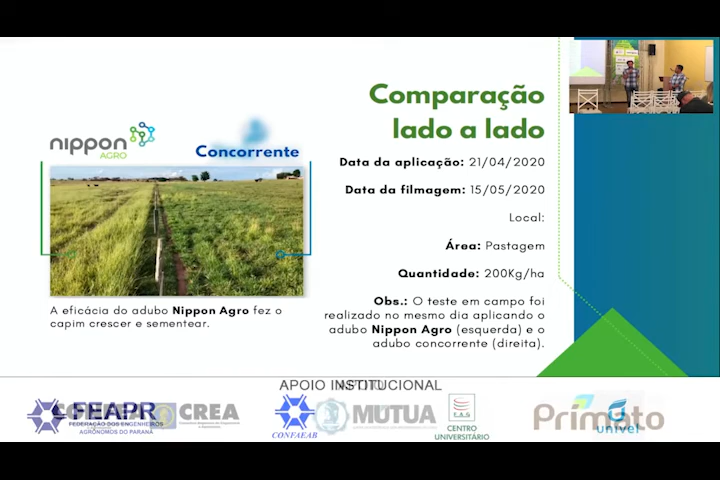 Comparação
lado a lado
nippon
AGRO
Concorrente
Data da aplicação: 21/04/2020
Data da filmagem: 15/05/2020
Local:
Área: Pastagem
Quantidade: 200Kg/ha
Obs.: O teste em campo foi
realizado no mesmo dia aplicando o
adubo Nippon Agro (esquerda) e o
adubo concorrente (direita).
A eficácia do adubo Nippon Agro fez o
capim crescer e sementear.
APOIO INSTITUCIONAL
FEAPR
FEDERAÇÃO DOS ENGENHEIROS
AGRÔNOMOS DO PARANÁ
CREA
CONFAEAB
MUTUA
F.A.G
CENTRO
UNIVERSITÁRIO
Primato
univel